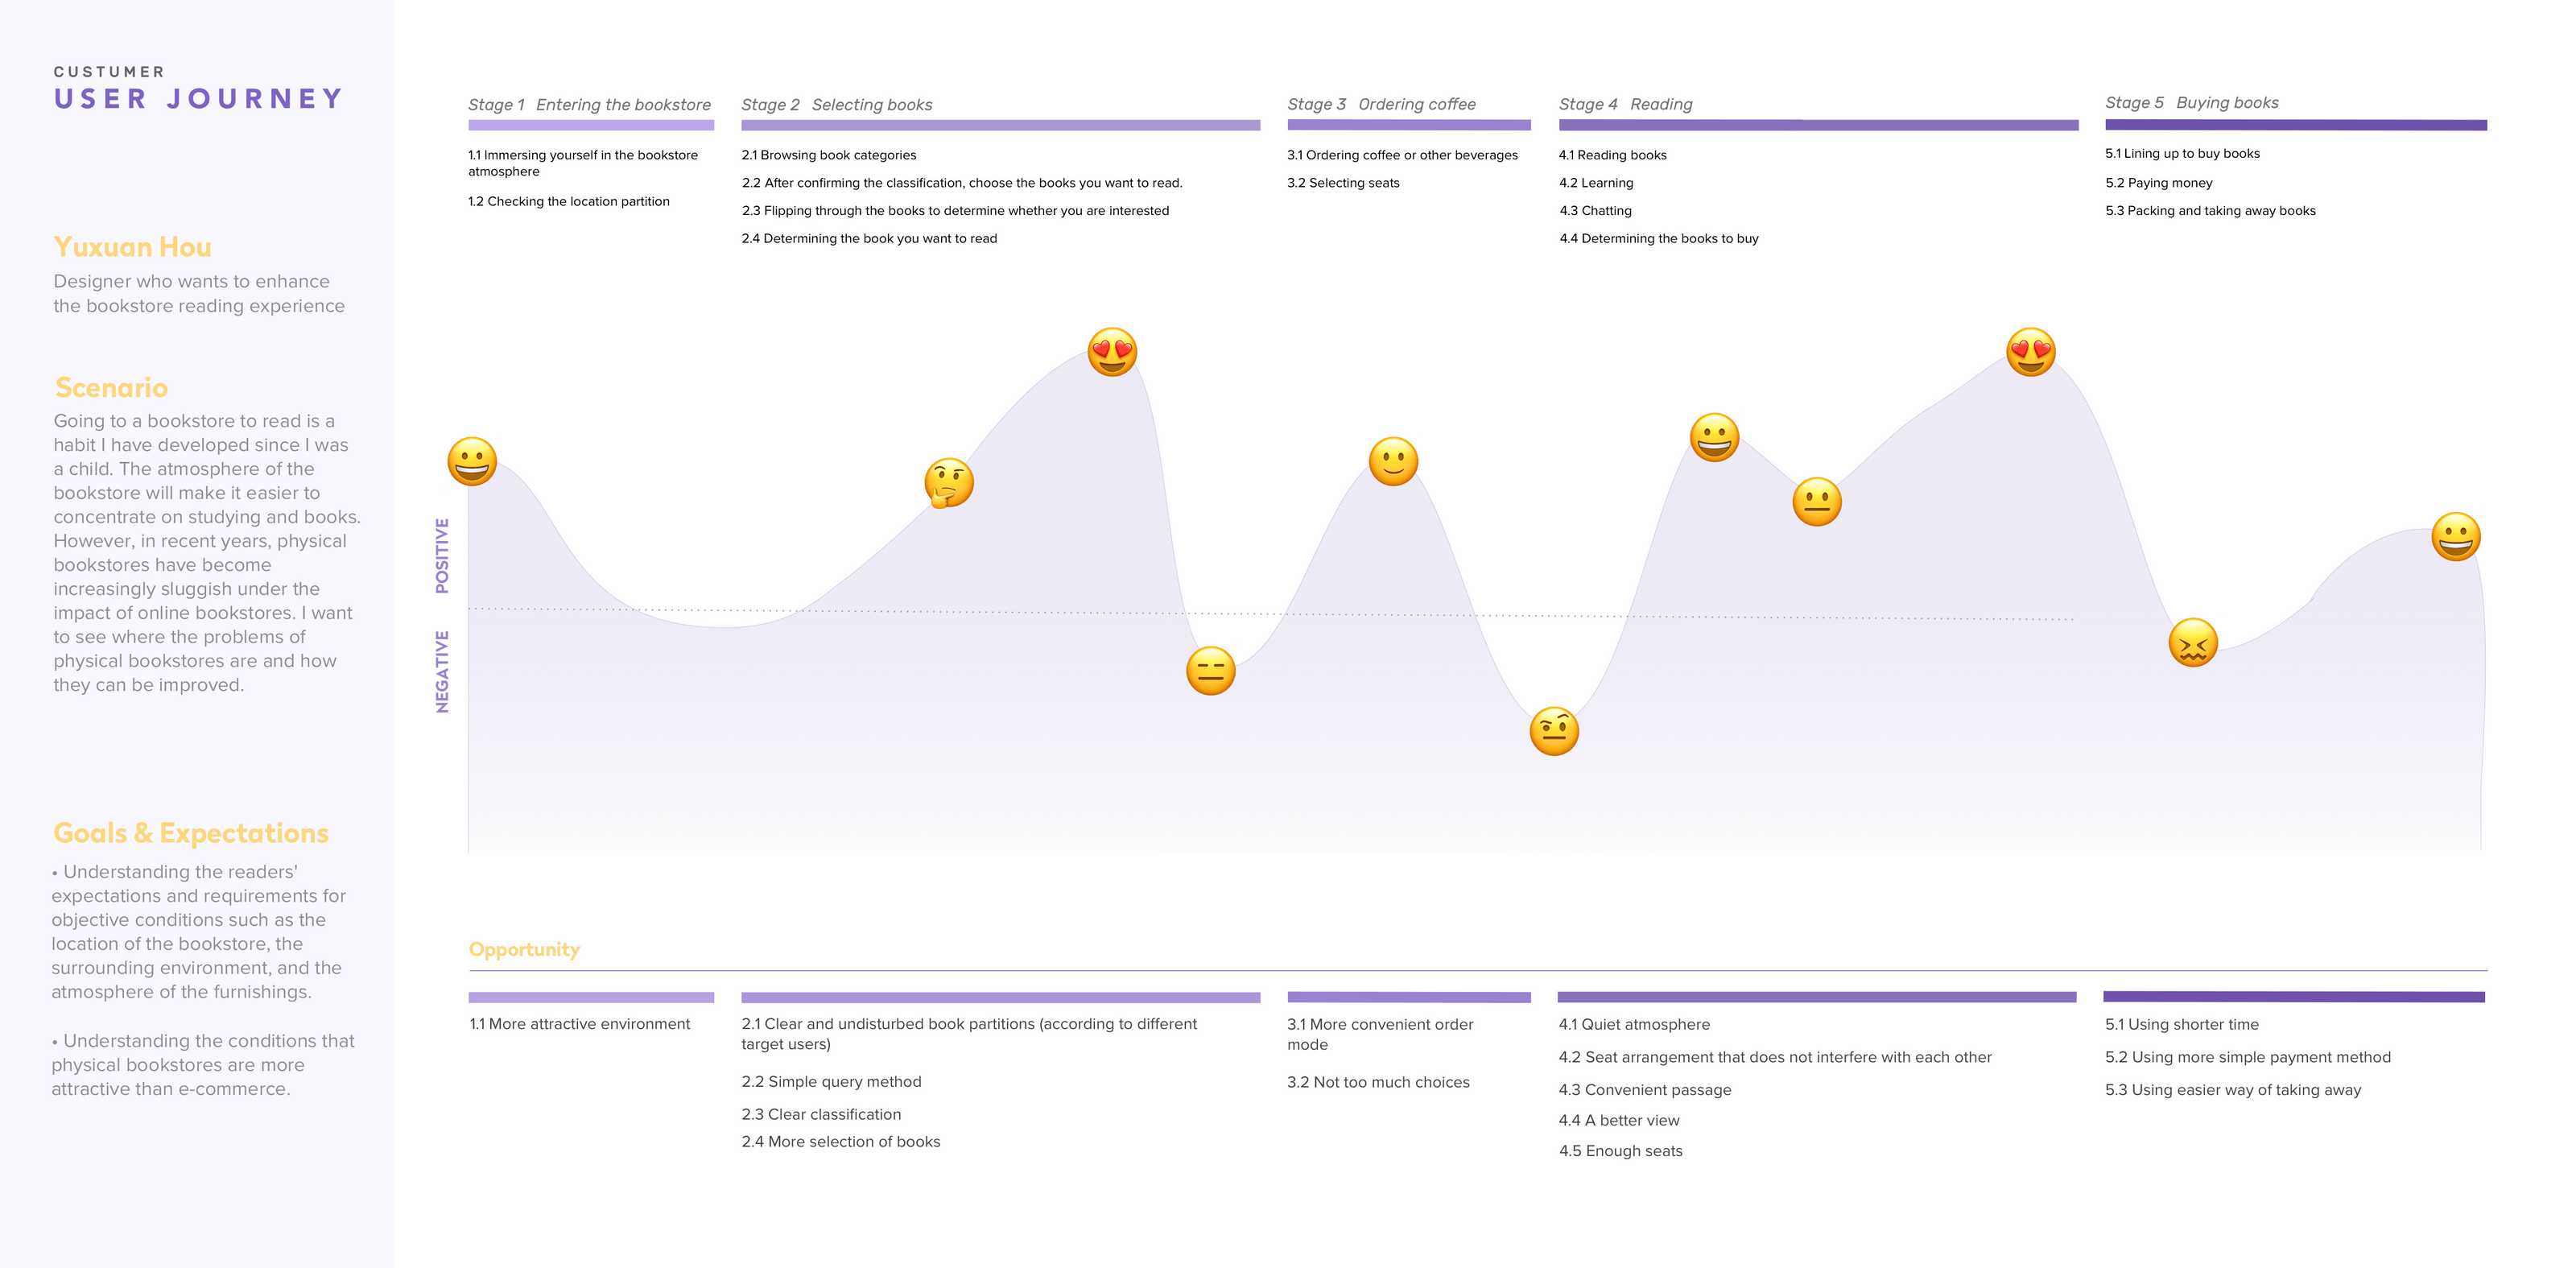 CUSTUMER
USER JOURNEY
Yuxuan Hou
Designer who wants to enhance
the bookstore reading experience
Scenario
Going to a bookstore to read is a
habit I have developed since I was
a child. The atmosphere of the
bookstore will make it easier to
concentrate on studying and books.
However, in recent years, physical
bookstores have become
increasingly sluggish under the
impact of online bookstores. I want
to see where the problems of
physical bookstores are and how
they can be improved.
Goals & Expectations
• Understanding the readers'
expectations and requirements for
objective conditions such as the
location of the bookstore, the
surrounding environment, and the
atmosphere of the furnishings.
• Understanding the conditions that
physical bookstores are more
attractive than e-commerce.
Stage 1 Entering the bookstore
1.1 Immersing yourself in the bookstore
atmosphere
1.2 Checking the location partition
Stage 2 Selecting books
2.1 Browsing book categories
2.2 After confirming the classification, choose the books you want to read.
2.3 Flipping through the books to determine whether you are interested
2.4 Determining the book you want to read
Stage 3 Ordering coffee
3.1 Ordering coffee or other beverages
3.2 Selecting seats
Stage 4 Reading
4.1 Reading books
4.2 Learning
4.3 Chatting
4.4 Determining the books to buy
Stage 5 Buying books
5.1 Lining up to buy books
5.2 Paying money
5.3 Packing and taking away books
POSITIVE
NEGATIVE
Opportunity
1.1 More attractive environment
2.1 Clear and undisturbed book partitions (according to different
target users)
2.2 Simple query method
2.3 Clear classification
2.4 More selection of books
3.1 More convenient order
mode
3.2 Not too much choices
4.1 Quiet atmosphere
4.2 Seat arrangement that does not interfere with each other
4.3 Convenient passage
4.4 A better view
4.5 Enough seats
5.1 Using shorter time
5.2 Using more simple payment method
5.3 Using easier way of taking away